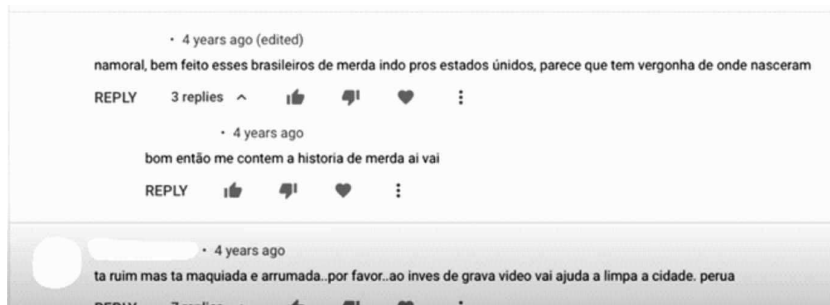 • 4 years ago (edited)
namoral, bem feito esses brasileiros de merda indo pros estados únidos, parece que tem vergonha de onde nasceram
REPLY 3 replies
• 4 years ago
bom então me contem a historia de merda ai vai
REPLY
• 4 years ago
ta ruim mas ta maquiada e arrumada..por favor..ao inves de grava video vai ajuda a limpa a cidade. perua
REPLY 7 replies